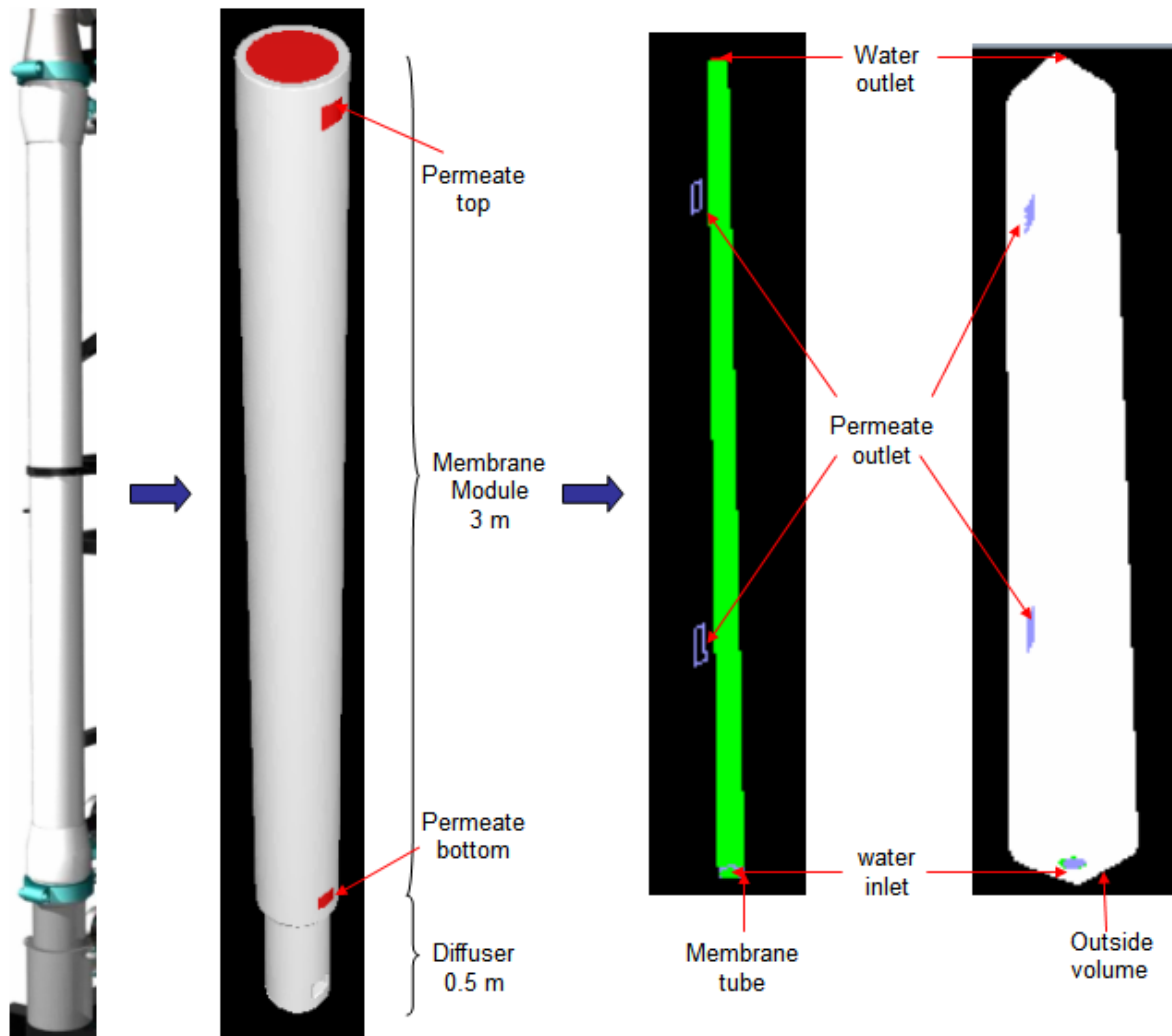 Water
outlet
Permeate
top
Permeate
outlet
Membrane
Module
3 m
Permeate
bottom
water
inlet
Diffuser
0.5 m
Membrane
tube
Outside
volume